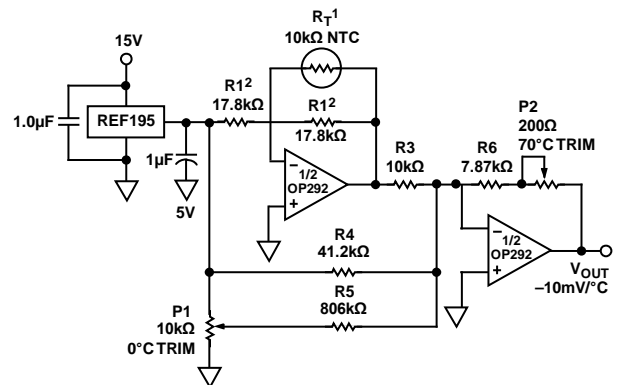 R_T¹
10kΩ NTC
15V
1.0µF
REF195
R1²
17.8kΩ
R1²
17.8kΩ
1µF
5V
–
1/2
OP292
+
R3
10kΩ
R6
7.87kΩ
P2
200Ω
70°C TRIM
–
1/2
OP292
+
V_OUT
–10mV/°C
R4
41.2kΩ
R5
806kΩ
P1
10kΩ
0°C TRIM